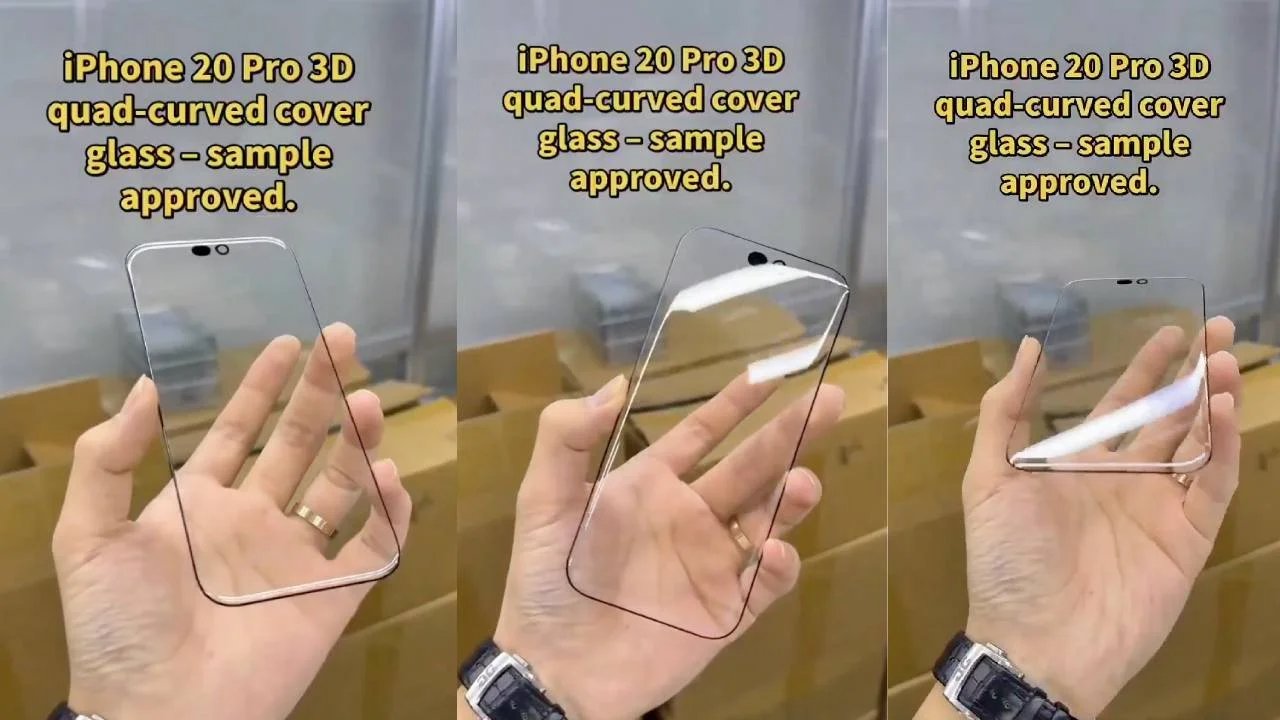 iPhone 20 Pro 3D
quad-curved cover
glass – sample
approved.
iPhone 20 Pro 3D
quad-curved cover
glass – sample
approved.
iPhone 20 Pro 3D
quad-curved cover
glass – sample
approved.